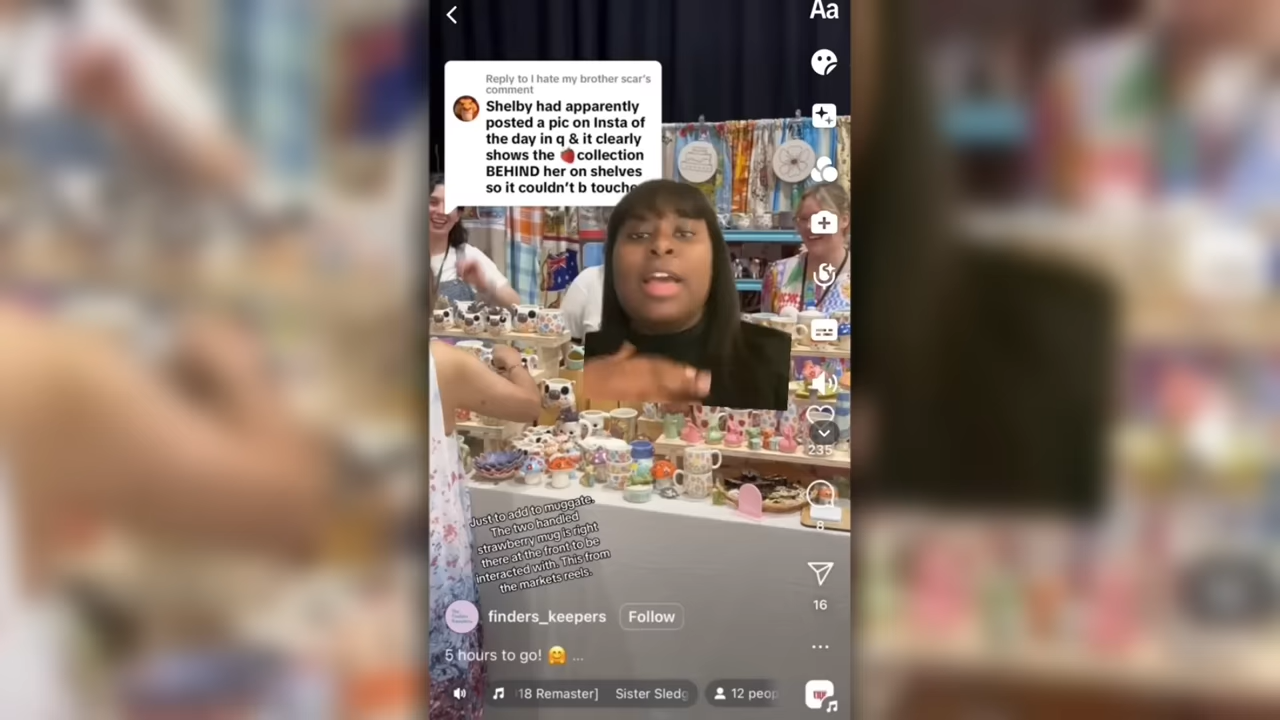 Aa
Reply to I hate my brother scar's
comment
Shelby had apparently
posted a pic on Insta of
the day in q & it clearly
shows the 🍓collection
BEHIND her on shelves
so it couldn't b
235
8
Just to add to muggate.
The two handled
strawberry mug is right
there at the front to be
interacted with. This from
the markets reels.
finders_keepers Follow
16
5 hours to go! 🤗 ...
18 Remaster] Sister Sledg 12 peop